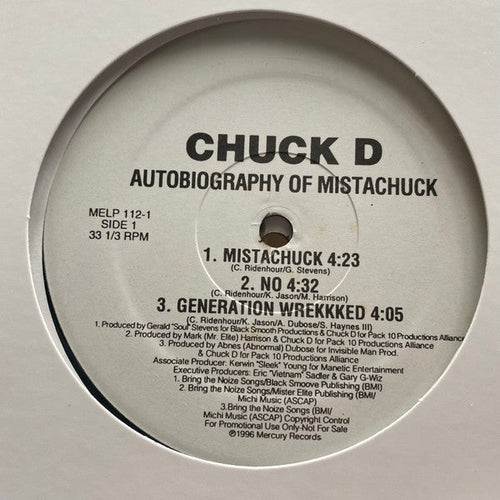 CHUCK D
AUTOBIOGRAPHY OF MISTACHUCK
MELP 112-1
SIDE 1
33 1/3 RPM
1. MISTACHUCK 4:23
(C. Ridenhour/G. Stevens)
2. NO 4:32
(C. Ridenhour/K. Jason/M. Harrison)
3. GENERATION WREKKKED 4:05
(C. Ridenhour/K. Jason/A. Dubose/S. Haynes III)
1. Produced by Gerald "Soul" Stevens for Black Smooth Productions & Chuck D for Pack 10 Productions Alliance
2. Produced by Mark (Mr. Elite) Harrison & Chuck D for Pack 10 Productions Alliance
3. Produced by Abnes (Abnormal) Dubose for Invisible Man Prod.
& Chuck D for Pack 10 Productions Alliance
Associate Producer: Kerwin "Sleek" Young for Manetic Entertainment
Executive Producers: Eric "Vietnam" Sadler & Gary G-Wiz
1. Bring the Noize Songs/Black Smoove Publishing (BMI)
2. Bring the Noize Songs/Mister Elite Publishing (BMI/
Michi Music (ASCAP)
3.Bring the Noize Songs (BMI/
Michi Music (ASCAP) Copyright Control
For Promotional Use Only-Not For Sale
℗1996 Mercury Records